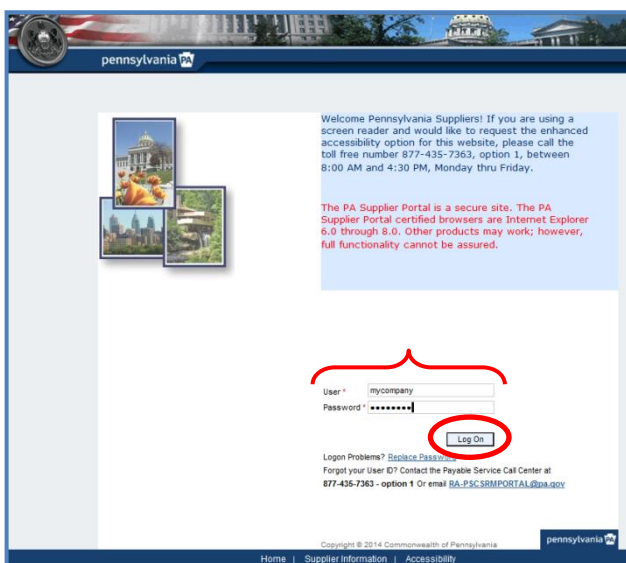 pennsylvania PA
Welcome Pennsylvania Suppliers! If you are using a
screen reader and would like to request the enhanced
accessibility option for this website, please call the
toll free number 877-435-7363, option 1, between
8:00 AM and 4:30 PM, Monday thru Friday.
The PA Supplier Portal is a secure site. The PA
Supplier Portal certified browsers are Internet Explorer
6.0 through 8.0. Other products may work; however,
full functionality cannot be assured.
User * mycompany
Password * ••••••••
Log On
Logon Problems? Replace Password
Forgot your User ID? Contact the Payable Service Call Center at
877-435-7363 - option 1 Or email RA-PSCSRMPORTAL@pa.gov
Copyright © 2014 Commonwealth of Pennsylvania
pennsylvania PA
Home | Supplier Information | Accessibility